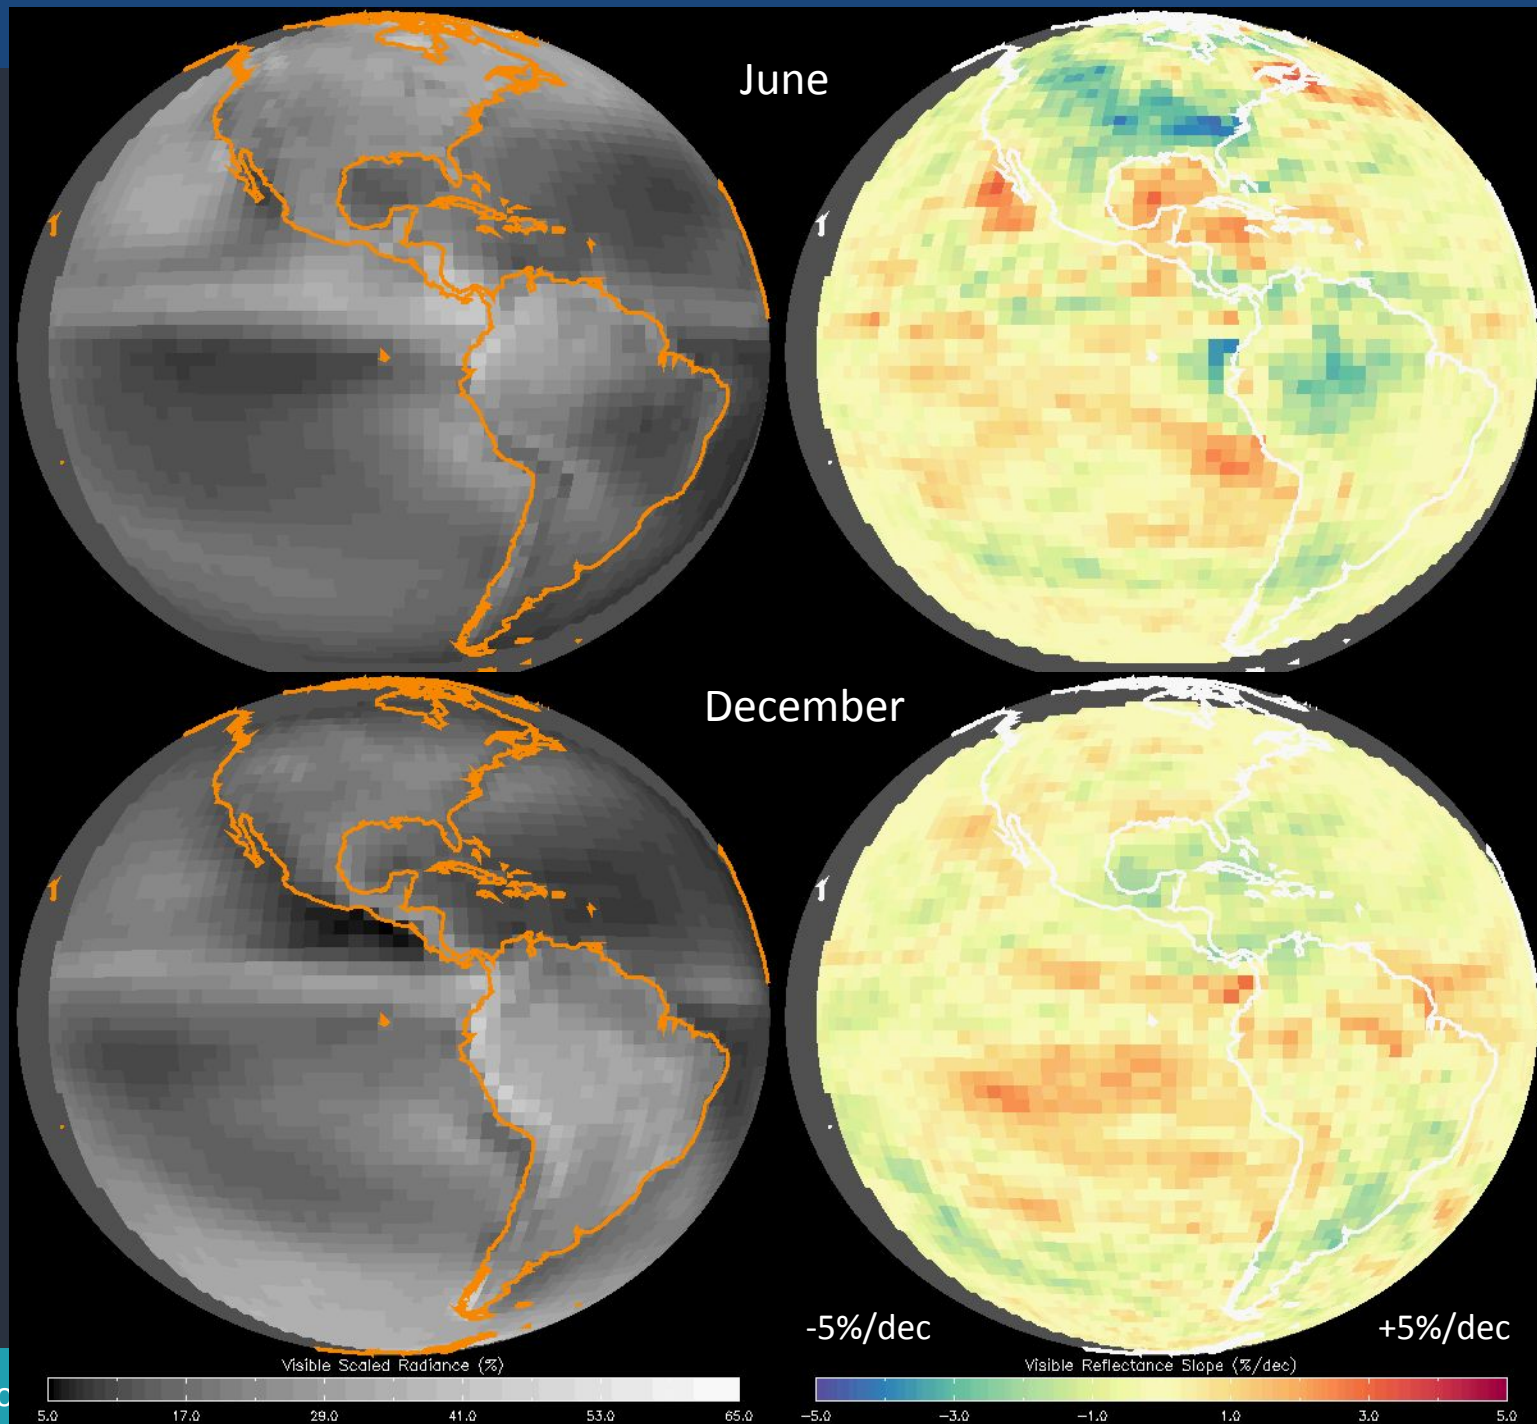 June
December
-5%/dec
+5%/dec
Visible Scaled Radiance (%)
5.0 17.0 29.0 41.0 53.0 65.0
Visible Reflectance Slope (%/dec)
-5.0 -3.0 -1.0 1.0 3.0 5.0